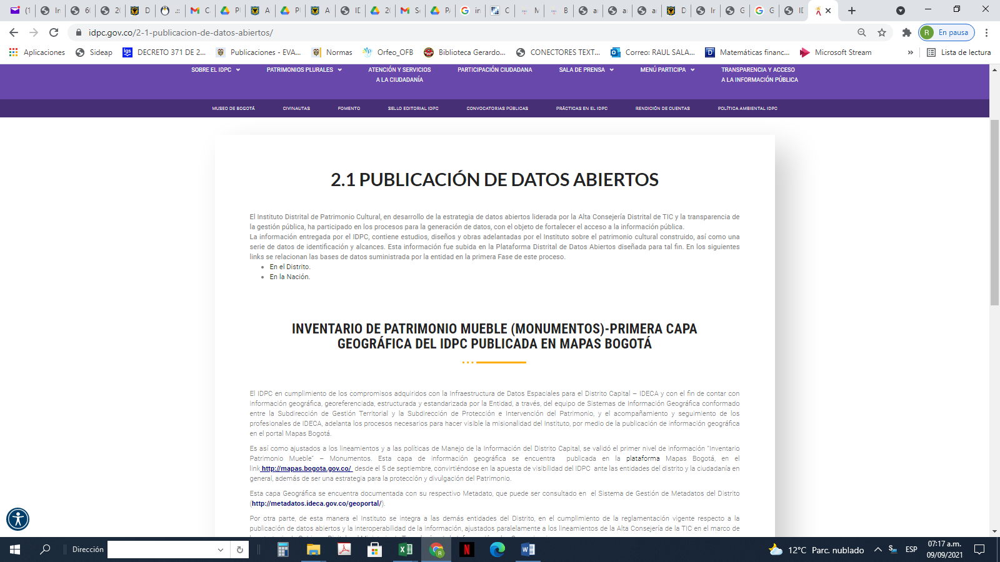 idpc.gov.co/2-1-publicacion-de-datos-abiertos/
R En pausa
Aplicaciones
Sideap
DECRETO 371 DE 2...
Publicaciones - EVA...
Normas
Orfeo_OFB
Biblioteca Gerardo...
CONECTORES TEXT...
Correo: RAUL SALA...
Matemáticas financ...
Microsoft Stream
»
Lista de lectura
SOBRE EL IDPC
PATRIMONIOS PLURALES
ATENCIÓN Y SERVICIOS
A LA CIUDADANÍA
PARTICIPACIÓN CIUDADANA
SALA DE PRENSA
MENÚ PARTICIPA
TRANSPARENCIA Y ACCESO
A LA INFORMACIÓN PÚBLICA
MUSEO DE BOGOTÁ
CIVINAUTAS
FOMENTO
SELLO EDITORIAL IDPC
CONVOCATORIAS PÚBLICAS
PRÁCTICAS EN EL IDPC
RENDICIÓN DE CUENTAS
POLÍTICA AMBIENTAL IDPC
2.1 PUBLICACIÓN DE DATOS ABIERTOS
El Instituto Distrital de Patrimonio Cultural, en desarrollo de la estrategia de datos abiertos liderada por la Alta Consejería Distrital de TIC y la transparencia de
la gestión pública, ha participado en los procesos para la generación de datos, con el objeto de fortalecer el acceso a la información pública.
La información entregada por el IDPC, contiene estudios, diseños y obras adelantadas por el Instituto sobre el patrimonio cultural construido, así como una
serie de datos de identificación y alcances. Esta información fue subida en la Plataforma Distrital de Datos Abiertos diseñada para tal fin. En los siguientes
links se relacionan las bases de datos suministrada por la entidad en la primera Fase de este proceso.
• En el Distrito.
• En la Nación.
INVENTARIO DE PATRIMONIO MUEBLE (MONUMENTOS)-PRIMERA CAPA
GEOGRÁFICA DEL IDPC PUBLICADA EN MAPAS BOGOTÁ
El IDPC en cumplimiento de los compromisos adquiridos con la Infraestructura de Datos Espaciales para el Distrito Capital – IDECA y con el fin de contar con
información geográfica, georeferenciada, estructurada y estandarizada por la Entidad, a través, del equipo de Sistemas de Información Geográfica conformado
entre la Subdirección de Gestión Territorial y la Subdirección de Protección e Intervención del Patrimonio, y el acompañamiento y seguimiento de los
profesionales de IDECA, adelanta los procesos necesarios para hacer visible la misionalidad del Instituto, por medio de la publicación de información geográfica
en el portal Mapas Bogotá.
Es así como ajustados a los lineamientos y a las políticas de Manejo de la Información del Distrito Capital, se validó el primer nivel de información "Inventario
Patrimonio Mueble" – Monumentos. Esta capa de información geográfica se encuentra publicada en la plataforma Mapas Bogotá, en el
link http://mapas.bogota.gov.co/ desde el 5 de septiembre, convirtiéndose en la apuesta de visibilidad del IDPC ante las entidades del distrito y la ciudadanía en
general, además de ser una estrategia para la protección y divulgación del Patrimonio.
Esta capa Geográfica se encuentra documentada con su respectivo Metadato, que puede ser consultado en el Sistema de Gestión de Metadatos del Distrito
(http://metadatos.ideca.gov.co/geoportal/).
Por otra parte, de esta manera el Instituto se integra a las demás entidades del Distrito, en el cumplimiento de la reglamentación vigente respecto a la
publicación de datos abiertos y la interoperabilidad de la información, ajustados paralelamente a los lineamientos de la Alta Consejería de la TIC en el marco de
Dirección
12°C Parc. nublado
ESP
07:17 a.m.
09/09/2021